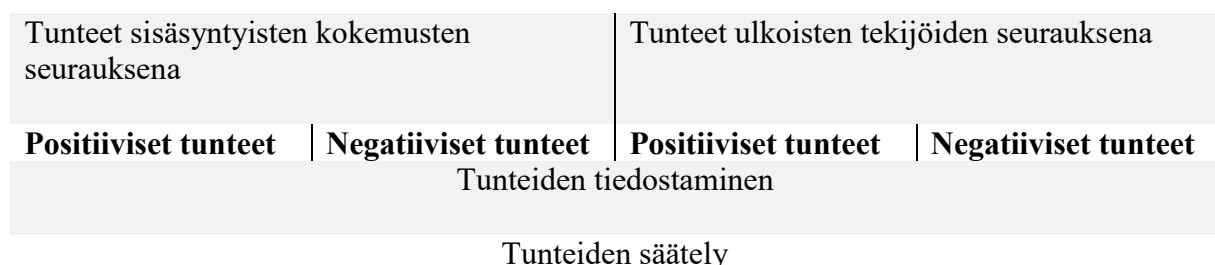 Tunteet sisäsyntyisten kokemusten
seurauksena
Tunteet ulkoisten tekijöiden seurauksena
Positiiviset tunteet Negatiiviset tunteet Positiiviset tunteet Negatiiviset tunteet
Tunteiden tiedostaminen
Tunteiden säätely